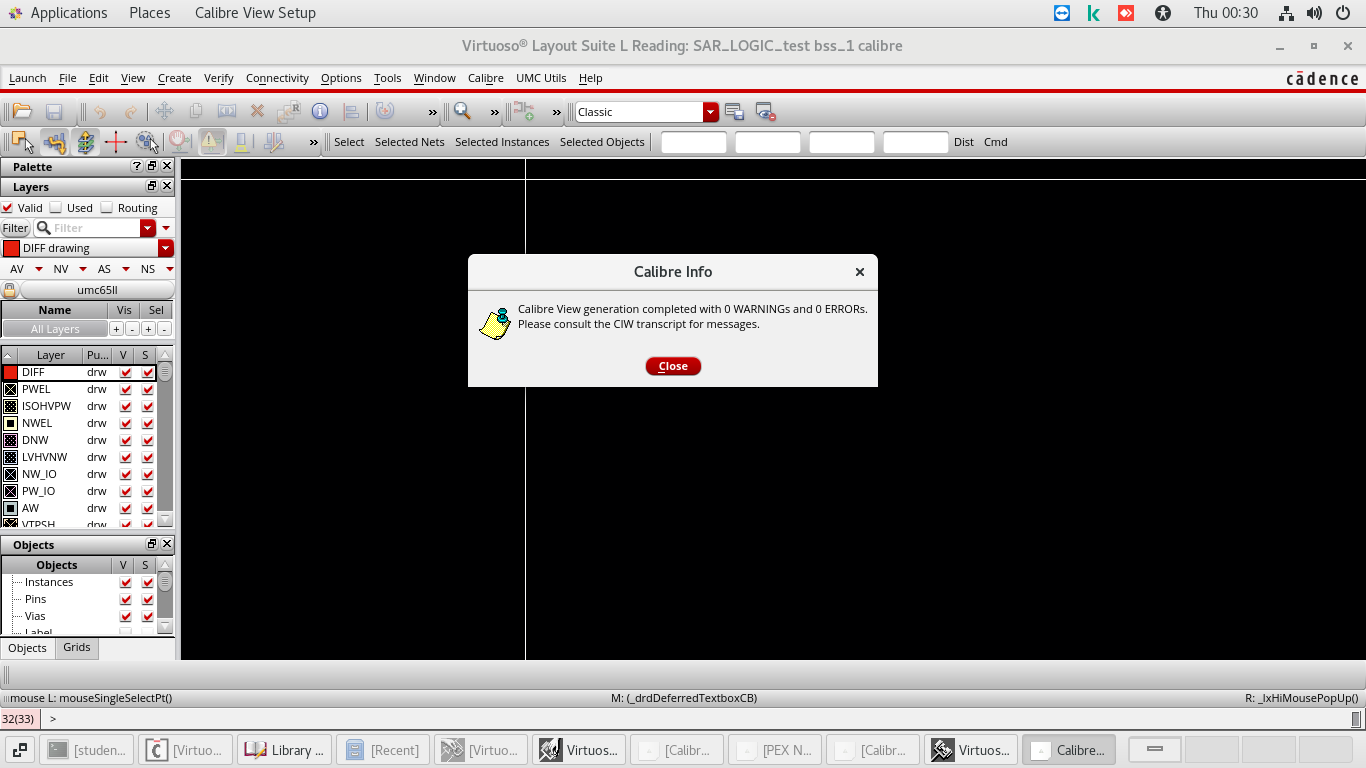 Applications Places Calibre View Setup Thu 00:30
Virtuoso® Layout Suite L Reading: SAR_LOGIC_test bss_1 calibre
Launch File Edit View Create Verify Connectivity Options Tools Window Calibre UMC Utils Help cādence
» » » Classic
» Select Selected Nets Selected Instances Selected Objects Dist Cmd
Palette
Layers
Valid Used Routing
Filter Filter
DIFF drawing
AV NV AS NS
umc65ll
Name Vis Sel
All Layers + - + -
Layer Pu... V S
DIFF drw
PWEL drw
ISOHVPW drw
NWEL drw
DNW drw
LVHVNW drw
NW_IO drw
PW_IO drw
AW drw
VTPSH drw
Objects
Objects V S
Instances
Pins
Vias
Label
Objects Grids
Calibre Info
Calibre View generation completed with 0 WARNINGs and 0 ERRORs.
Please consult the CIW transcript for messages.
Close
mouse L: mouseSingleSelectPt() M: (_drdDeferredTextboxCB) R: _lxHiMousePopUp()
32(33) >
[studen... [Virtuo... Library ... [Recent] [Virtuo... Virtuos... [Calibr... [PEX N... [Calibr... Virtuos... Calibre...